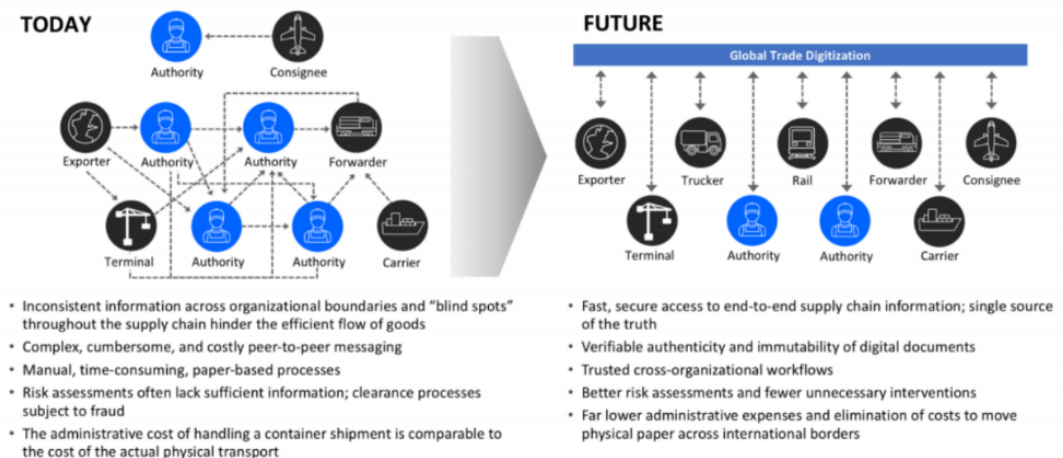 TODAY
Authority
Consignee
Exporter
Authority
Authority
Forwarder
Terminal
Authority
Authority
Carrier
• Inconsistent information across organizational boundaries and “blind spots”
throughout the supply chain hinder the efficient flow of goods
• Complex, cumbersome, and costly peer-to-peer messaging
• Manual, time-consuming, paper-based processes
• Risk assessments often lack sufficient information; clearance processes
subject to fraud
• The administrative cost of handling a container shipment is comparable to
the cost of the actual physical transport
FUTURE
Global Trade Digitization
Exporter
Trucker
Rail
Forwarder
Consignee
Terminal
Authority
Authority
Carrier
• Fast, secure access to end-to-end supply chain information; single source
of the truth
• Verifiable authenticity and immutability of digital documents
• Trusted cross-organizational workflows
• Better risk assessments and fewer unnecessary interventions
• Far lower administrative expenses and elimination of costs to move
physical paper across international borders